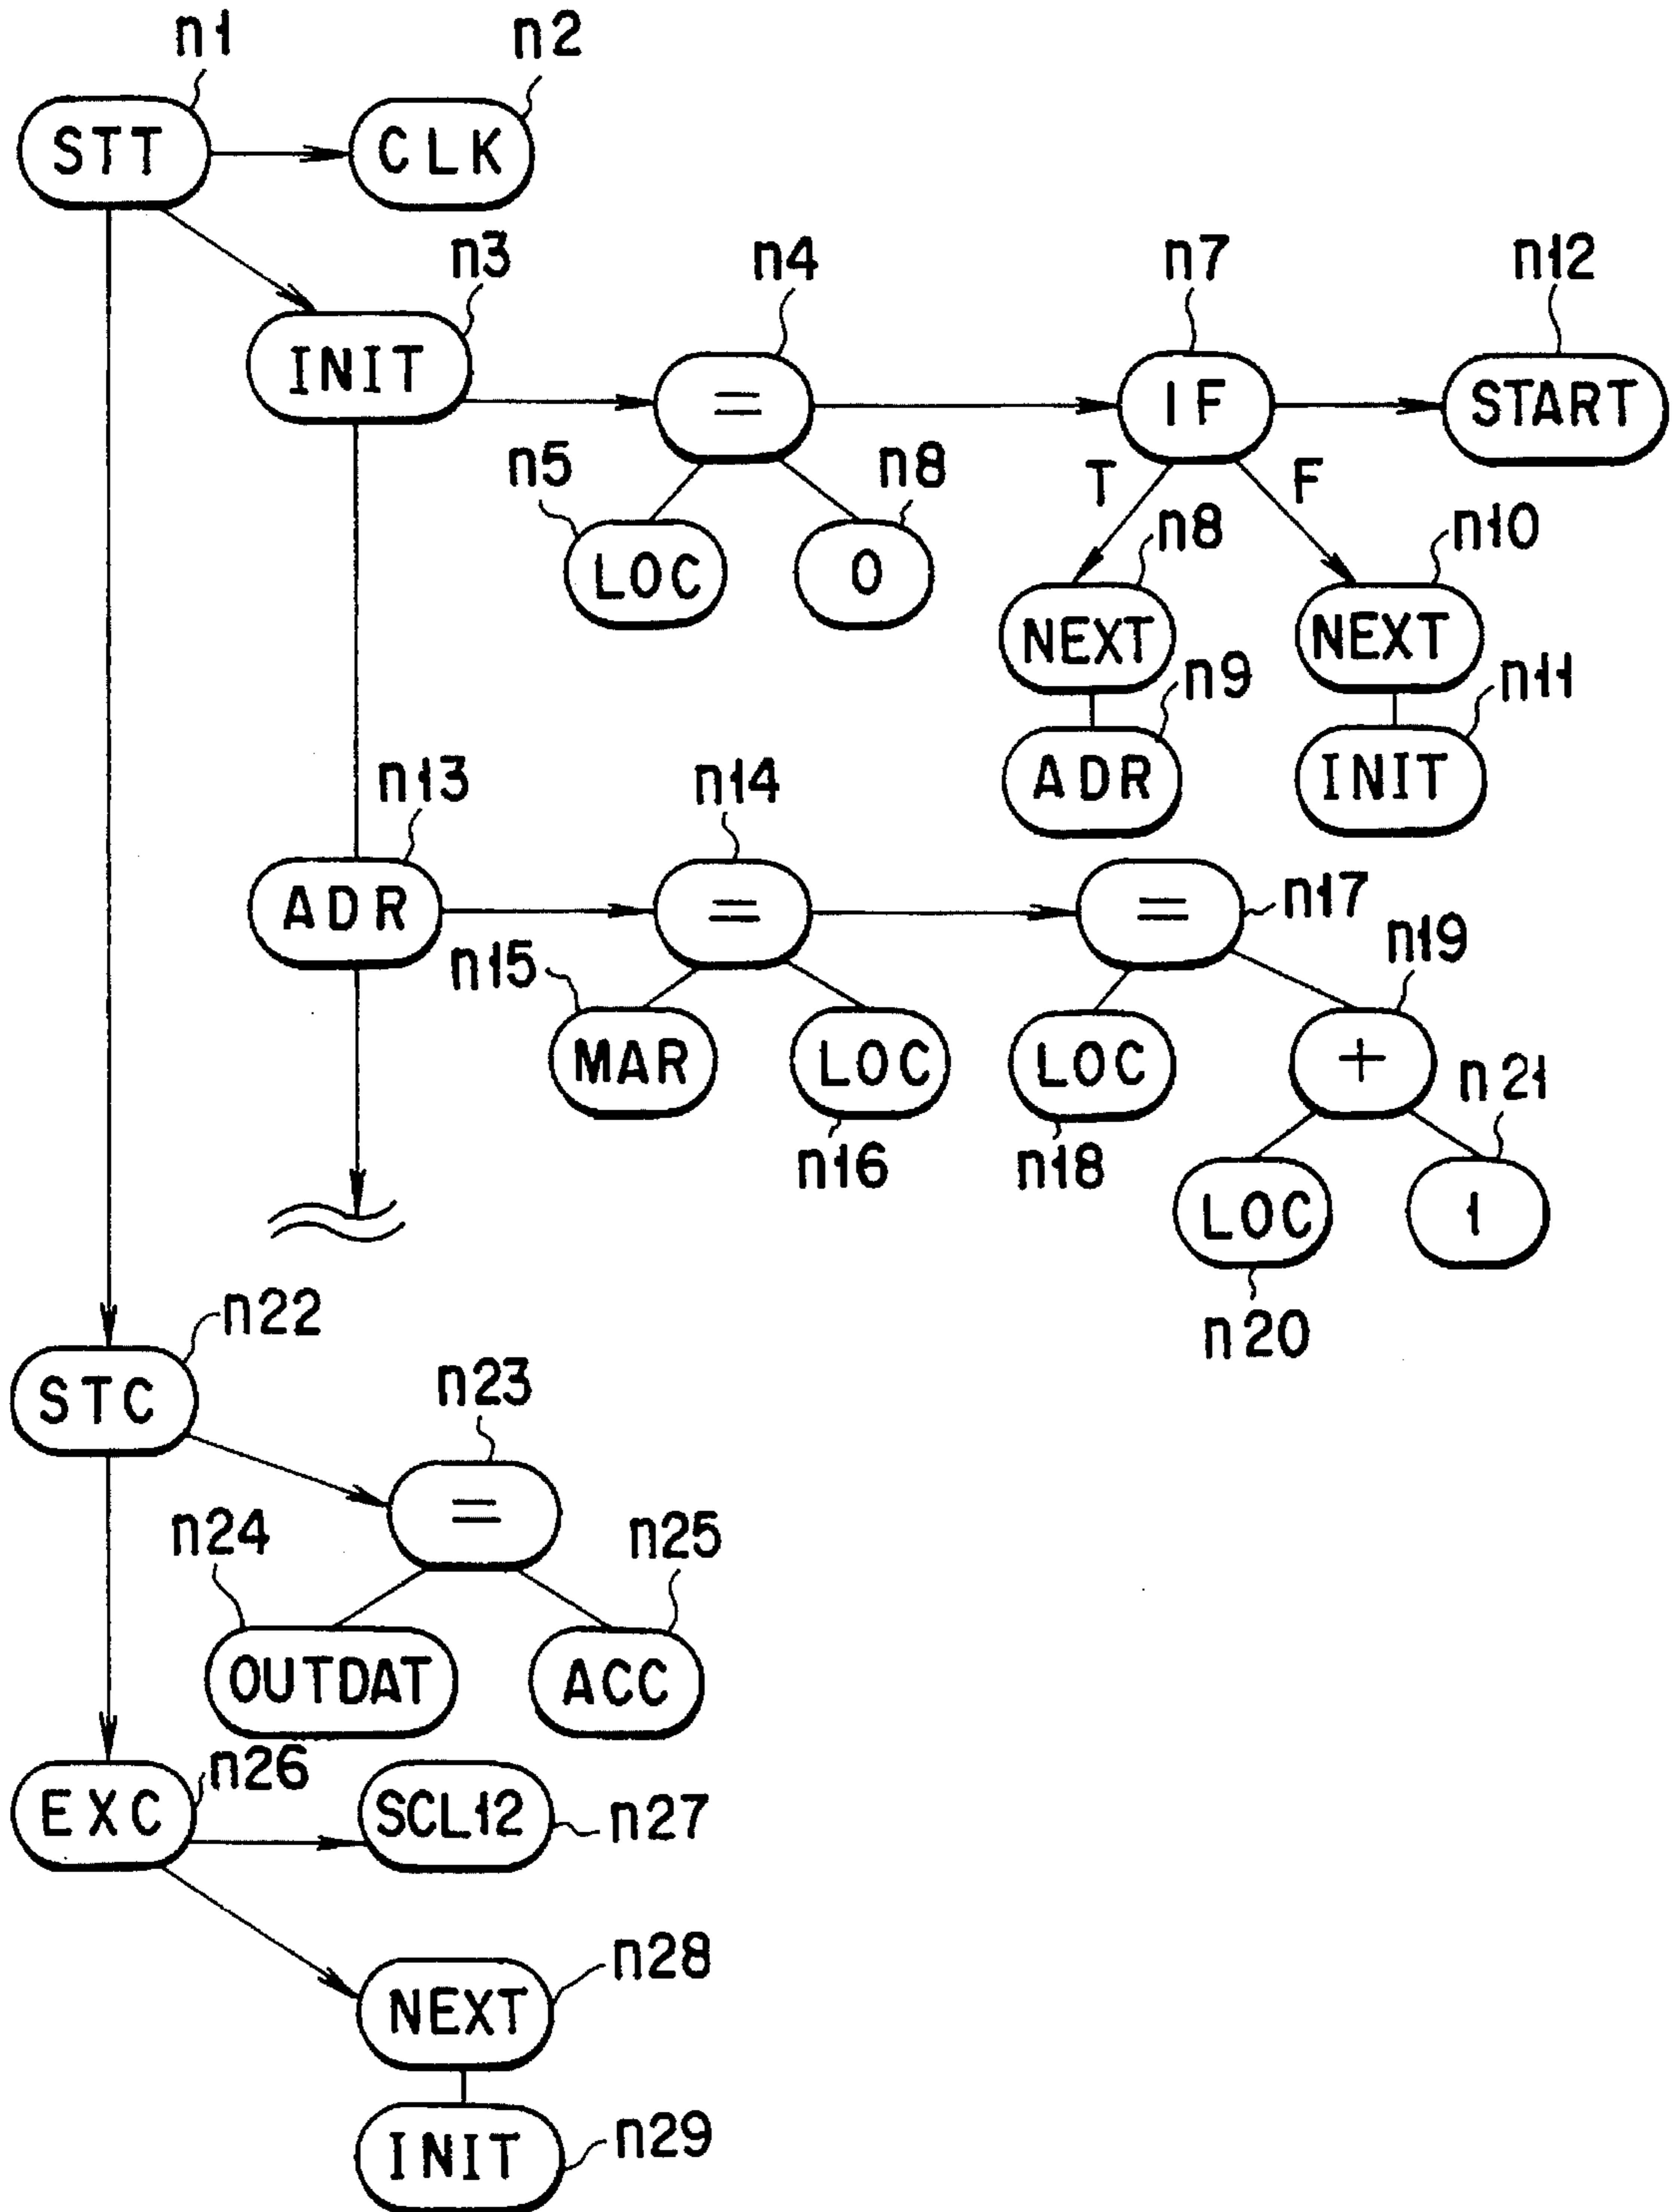 n1
n2
STT
CLK
n3
n4
n7
n12
INIT
=
IF
START
n5
n8
T
F
LOC
0
n8
n10
NEXT
NEXT
n9
n11
ADR
INIT
n13
n14
ADR
=
=
n17
n15
n19
MAR
LOC
LOC
+
n21
n16
n18
LOC
1
n20
n22
STC
n23
=
n24
n25
OUTDAT
ACC
n26
EXC
SCL12
n27
n28
NEXT
INIT
n29